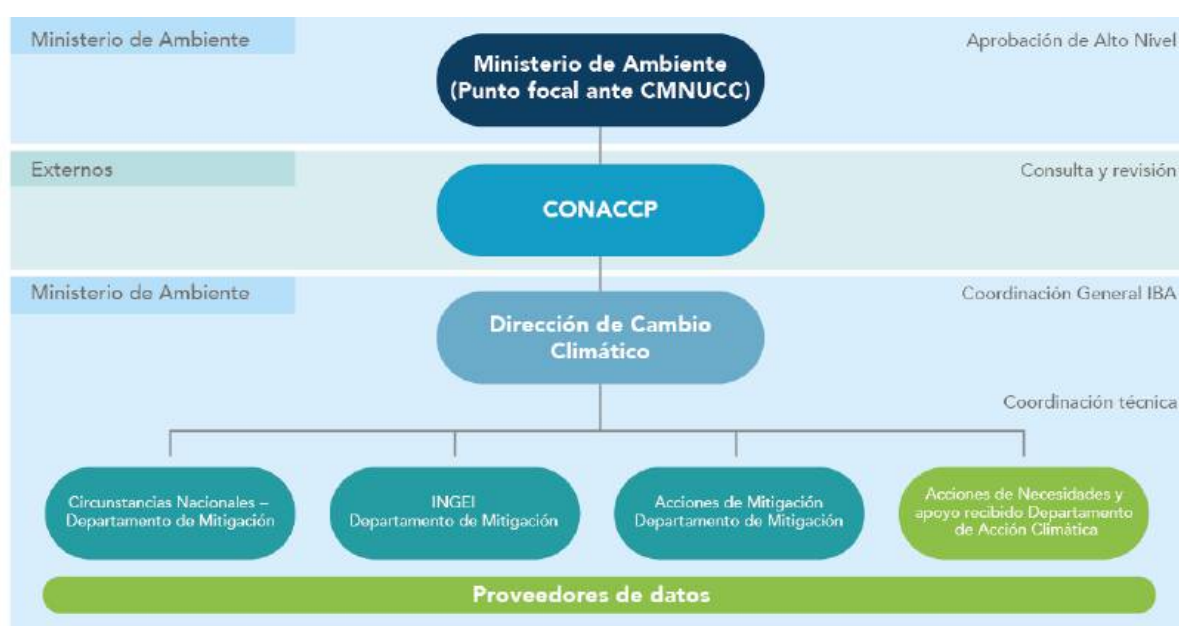 Ministerio de Ambiente
Aprobación de Alto Nivel
Ministerio de Ambiente
(Punto focal ante CMNUCC)
Externos
Consulta y revisión
CONACCP
Ministerio de Ambiente
Coordinación General IBA
Dirección de Cambio
Climático
Coordinación técnica
Circunstancias Nacionales –
Departamento de Mitigación
INGEI
Departamento de Mitigación
Acciones de Mitigación
Departamento de Mitigación
Acciones de Necesidades y
apoyo recibido Departamento
de Acción Climática
Proveedores de datos